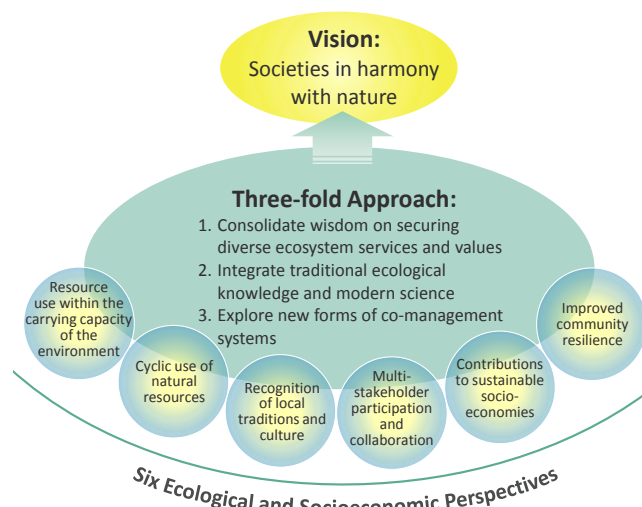 Vision:
Societies in harmony
with nature
Three-fold Approach:
1. Consolidate wisdom on securing
diverse ecosystem services and values
2. Integrate traditional ecological
knowledge and modern science
3. Explore new forms of co-management
systems
Resource
use within the
carrying capacity
of the
environment
Cyclic use of
natural
resources
Recognition
of local
traditions and
culture
Multi-
stakeholder
participation
and
collaboration
Contributions
to sustainable
socio-
economies
Improved
community
resilience
Six Ecological and Socioeconomic Perspectives